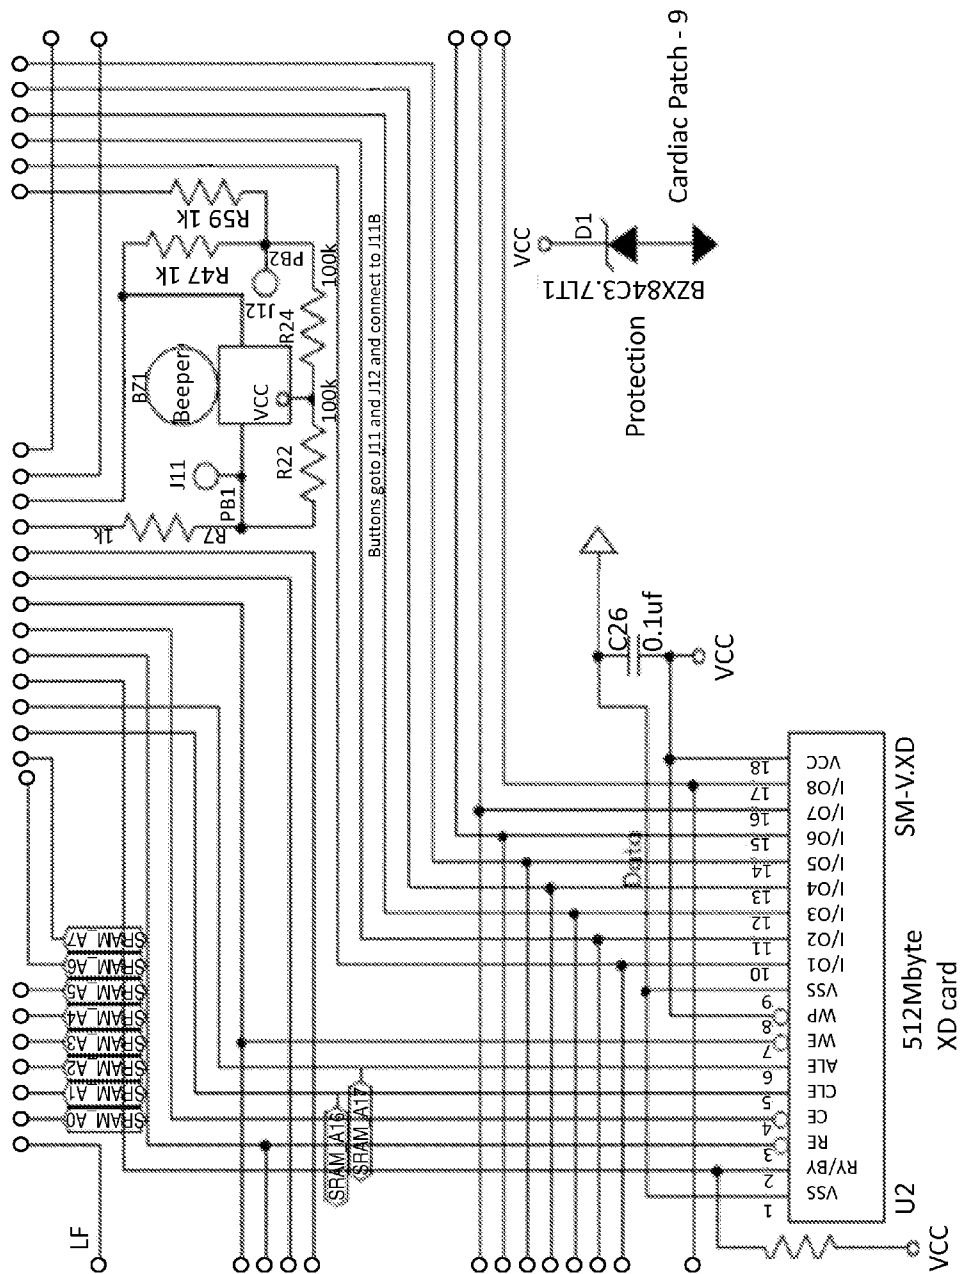 LF
SRAM_A7
SRAM_A6
SRAM_A5
SRAM_A4
SRAM_A3
SRAM_A2
SRAM_A1
SRAM_A0
SRAM_A16
SRAM_A17
R59 1k
R47 1k
PB2
J12
100k
R24
BZ1
Beeper
VCC
100k
R22
J11
PB1
1k
R7
Buttons goto J11 and J12 and connect to J11B
VCC
D1
BZX84C3.7LT1
Protection
Cardiac Patch - 9
C26
0.1uf
VCC
Data
18 VCC
17 I/O8
16 I/O7
15 I/O6
14 I/O5
13 I/O4
12 I/O3
11 I/O2
10 I/O1
9 VSS
8 WP
7 WE
6 ALE
5 CLE
4 CE
3 RE
2 RY/BY
1 VSS
U2
512Mbyte
XD card
SM-V.XD
VCC